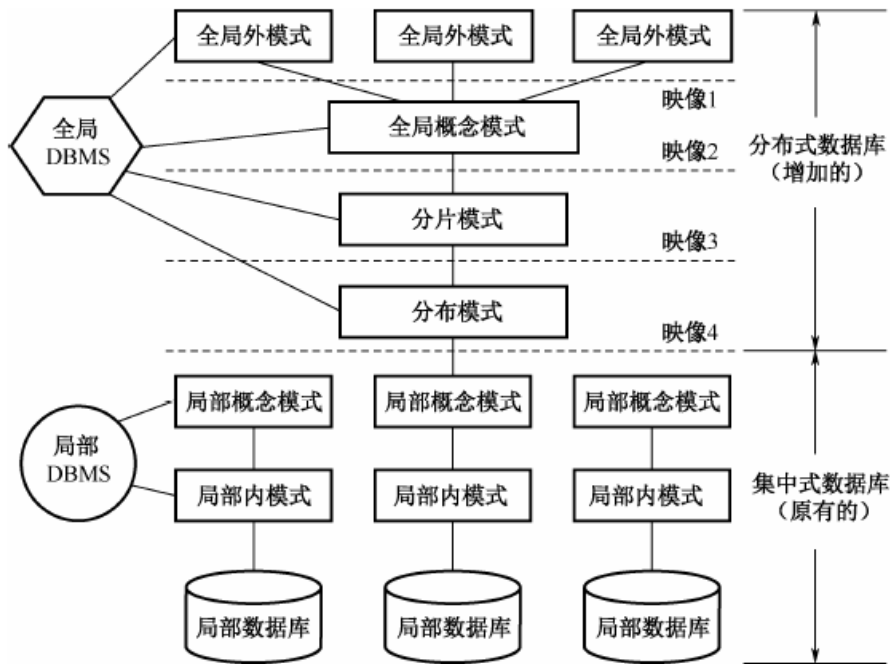 全局外模式 全局外模式 全局外模式
映像1
全局
DBMS
全局概念模式
映像2
分布式数据库
(增加的)
分片模式
映像3
分布模式
映像4
局部概念模式 局部概念模式 局部概念模式
局部
DBMS
局部内模式 局部内模式 局部内模式
集中式数据库
(原有的)
局部数据库 局部数据库 局部数据库